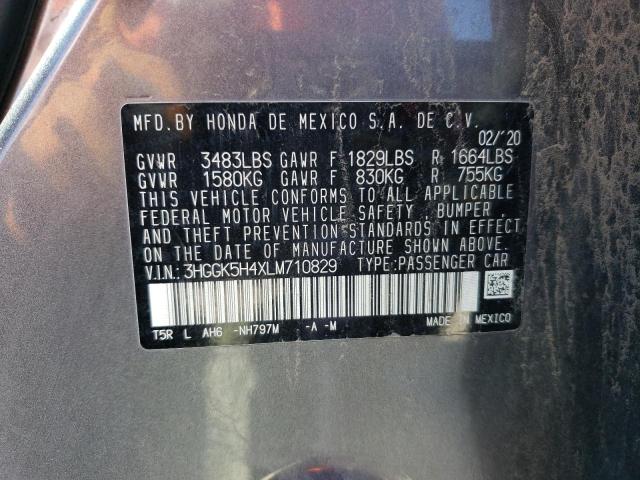 MFD.BY HONDA DE MEXICO S.A. DE C.V.
02/'20
GVWR 3483LBS GAWR F 1829LBS R 1664LBS
GVWR 1580KG GAWR F 830KG R 755KG
THIS VEHICLE CONFORMS TO ALL APPLICABLE
FEDERAL MOTOR VEHICLE SAFETY, BUMPER,
AND THEFT PREVENTION STANDARDS IN EFFECT
ON THE DATE OF MANUFACTURE SHOWN ABOVE.
V.I.N.: 3HGGK5H4XLM710829 TYPE:PASSENGER CAR
T5R L AH6 -NH797M -A -M MADE IN MEXICO